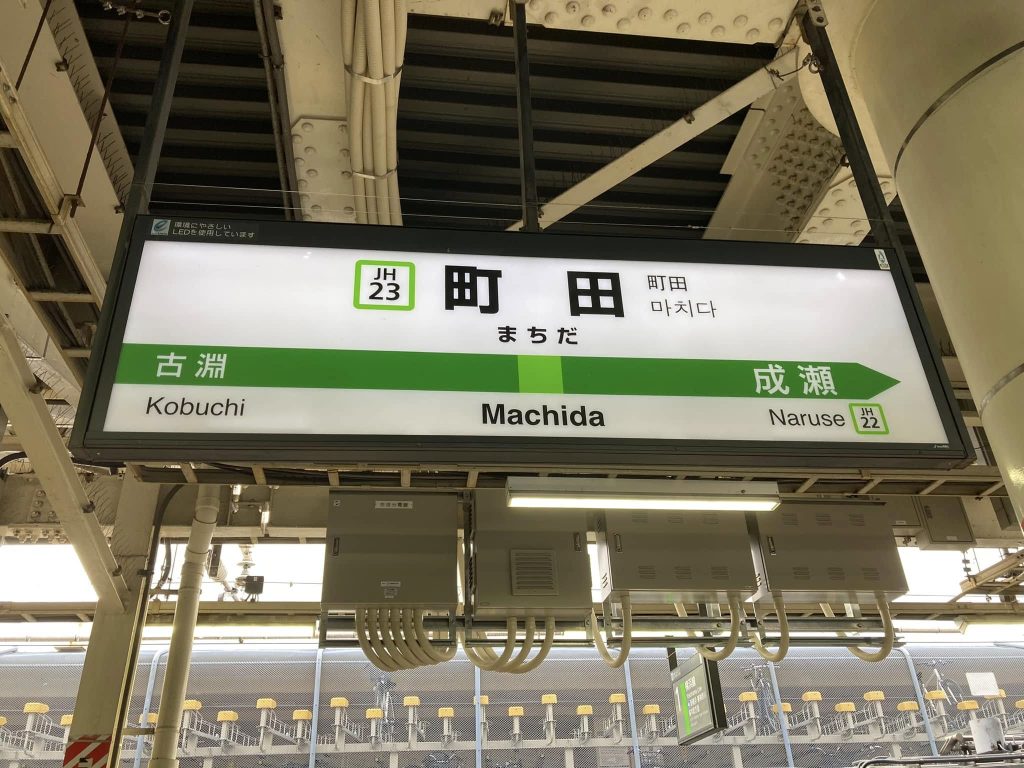 環境にやさしい
LEDを使用しています
JH
23
町田
町田
마치다
まちだ
古淵
成瀬
Kobuchi
Machida
Naruse
JH
22